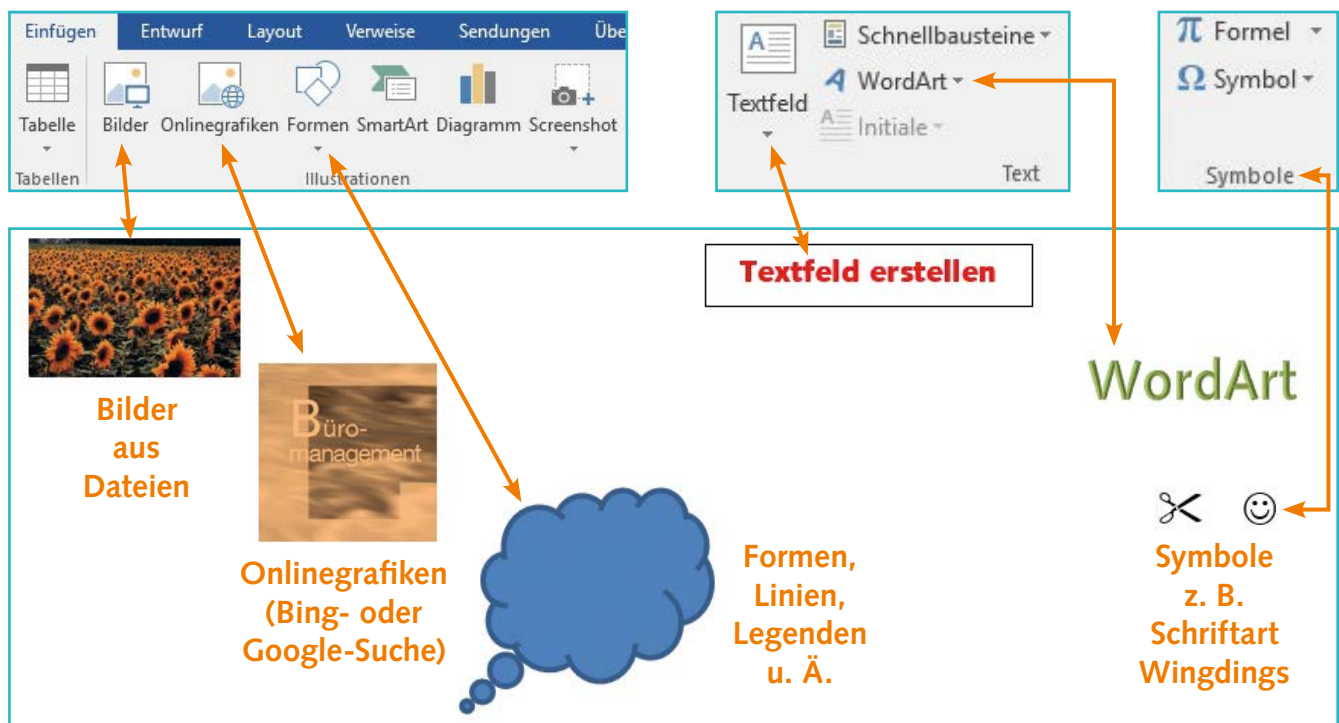 Einfügen Entwurf Layout Verweise Sendungen Übe
Tabelle Bilder Onlinegrafiken Formen SmartArt Diagramm Screenshot
Tabellen Illustrationen
Textfeld
Schnellbausteine
WordArt
Initiale
Text
π Formel
Ω Symbol
Symbole
Textfeld erstellen
WordArt
Bilder
aus
Dateien
Büro-
management
Onlinegrafiken
(Bing- oder
Google-Suche)
Formen,
Linien,
Legenden
u. Ä.
Symbole
z. B.
Schriftart
Wingdings